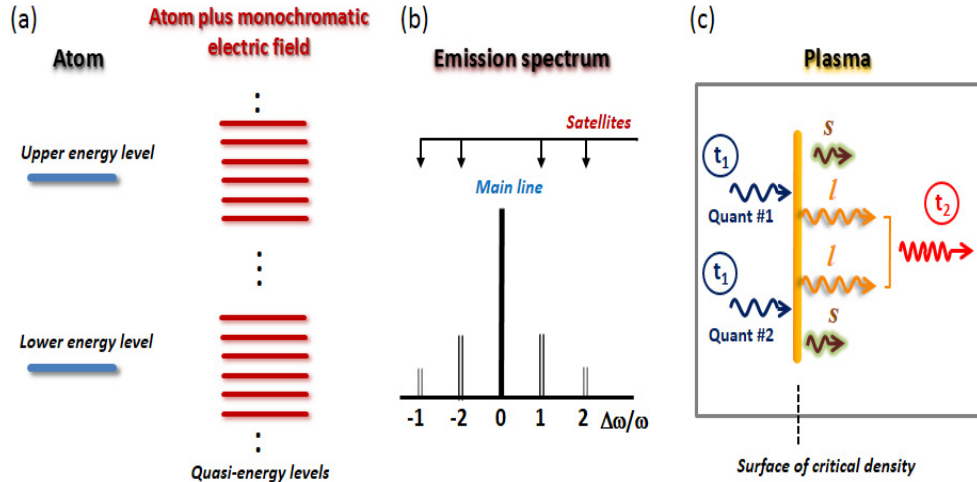 (a)
Atom plus monochromatic
electric field
Atom
Upper energy level
Lower energy level
Quasi-energy levels
(b)
Emission spectrum
Satellites
Main line
-1 -2 0 1 2 Δω/ω
(c)
Plasma
s
t1
l
Quant #1
t2
t1
l
Quant #2
s
Surface of critical density